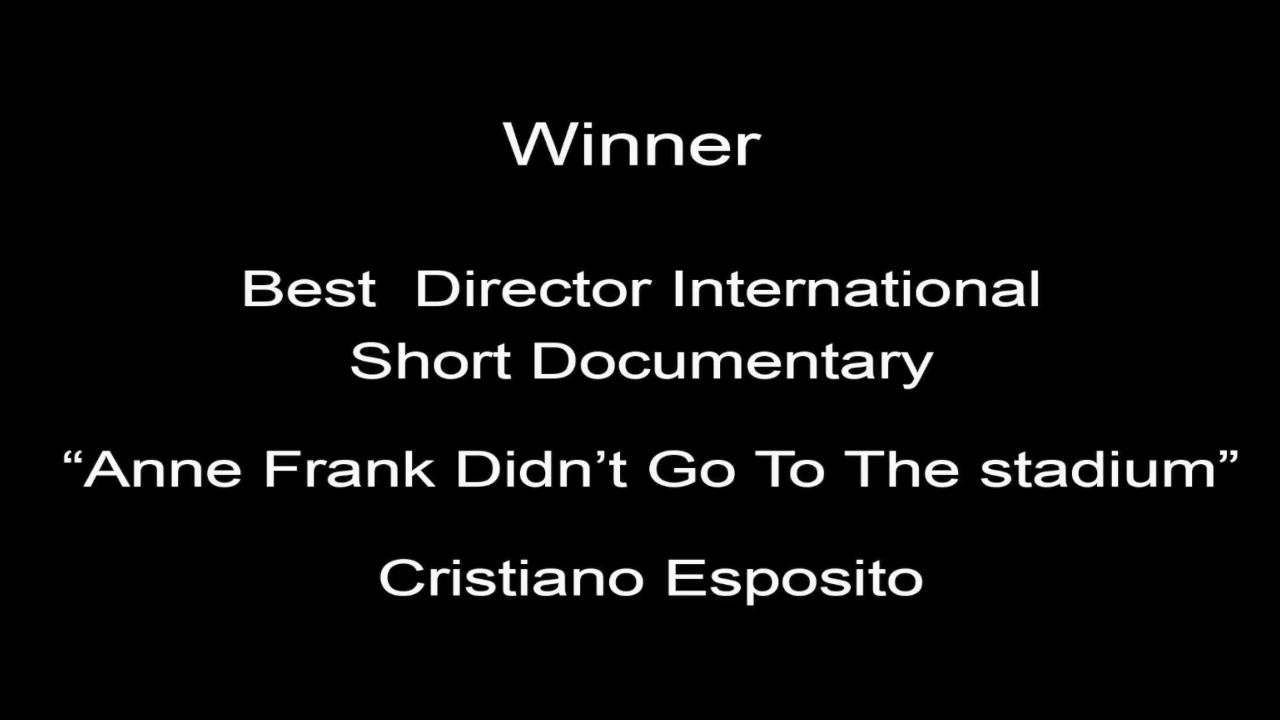 Winner
Best  Director International
Short Documentary
“Anne Frank Didn’t Go To The stadium”
Cristiano Esposito